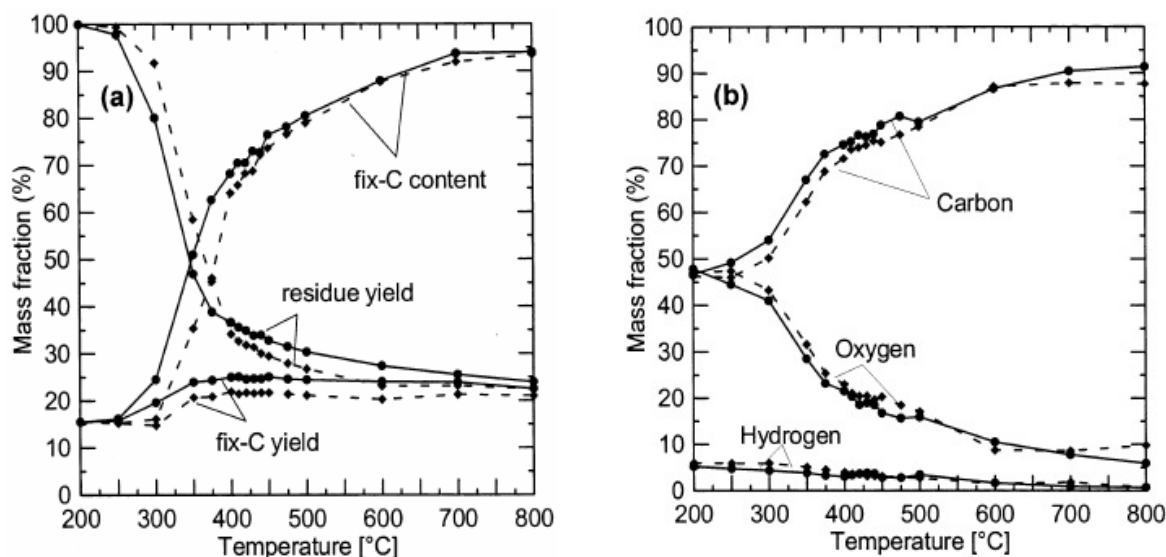 100
90
80
70
60
50
40
30
20
10
0
Mass fraction (%)
(a)
fix-C content
residue yield
fix-C yield
200 300 400 500 600 700 800
Temperature [°C]
100
90
80
70
60
50
40
30
20
10
0
Mass fraction (%)
(b)
Carbon
Oxygen
Hydrogen
200 300 400 500 600 700 800
Temperature [°C]